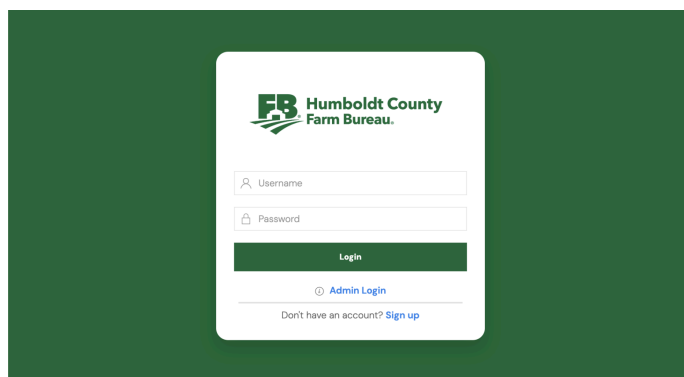 FB® Humboldt County
Farm Bureau®
Username
Password
Login
Admin Login
Don't have an account? Sign up